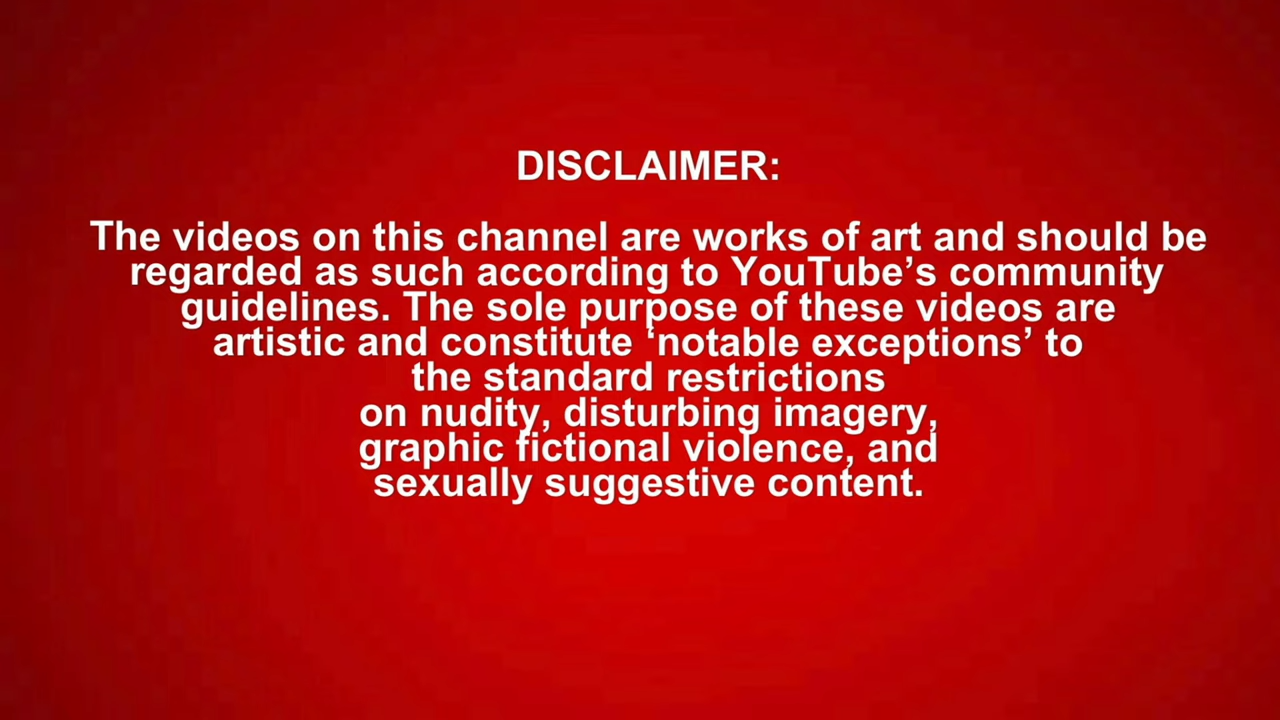 DISCLAIMER:
The videos on this channel are works of art and should be
regarded as such according to YouTube’s community
guidelines. The sole purpose of these videos are
artistic and constitute ‘notable exceptions’ to
the standard restrictions
on nudity, disturbing imagery,
graphic fictional violence, and
sexually suggestive content.